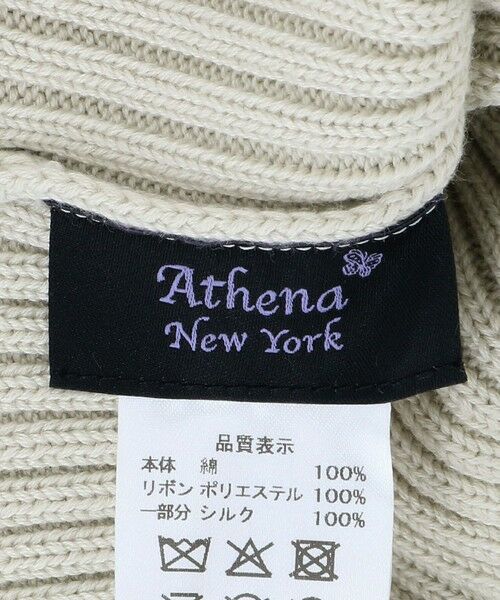 Athena
New York
品質表示
本体 綿 100%
リボン ポリエステル 100%
一部分 シルク 100%